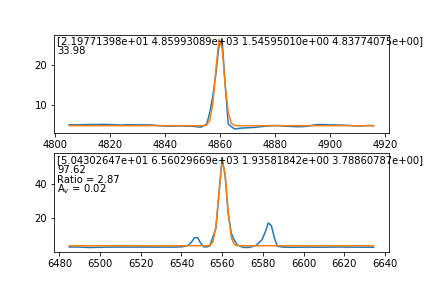 [2.19771398e+01 4.85993089e+03 1.54595010e+00 4.83774075e+00]
33.98
20
10
4800 4820 4840 4860 4880 4900 4920
[5.04302647e+01 6.56029669e+03 1.93581842e+00 3.78860787e+00]
97.62
Ratio = 2.87
Av = 0.02
40
20
6480 6500 6520 6540 6560 6580 6600 6620 6640